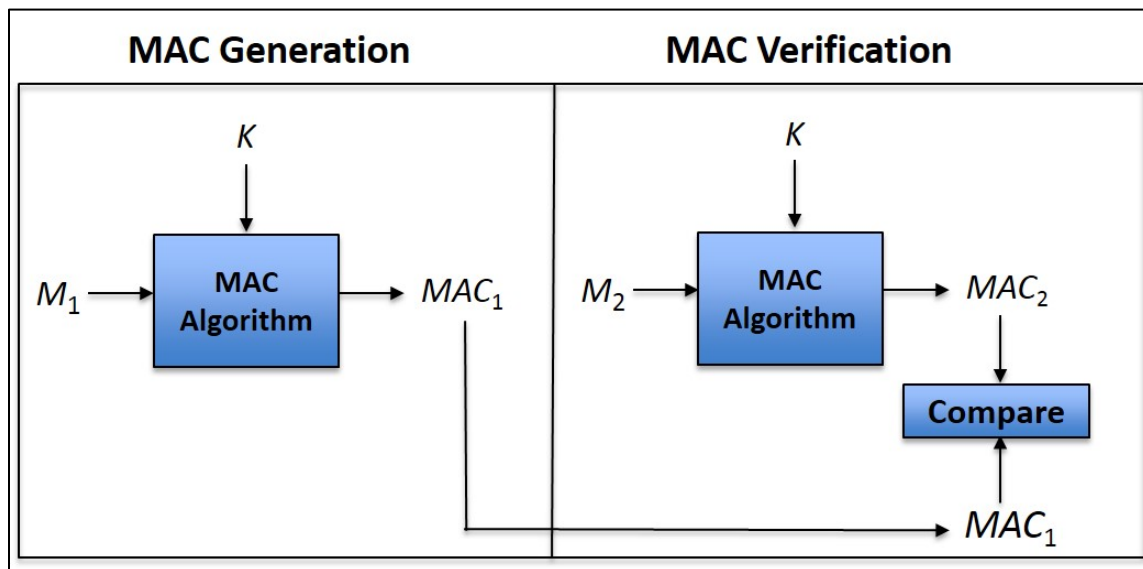 MAC Generation
MAC Verification
K
M₁
MAC
Algorithm
MAC₁
K
M₂
MAC
Algorithm
MAC₂
Compare
MAC₁